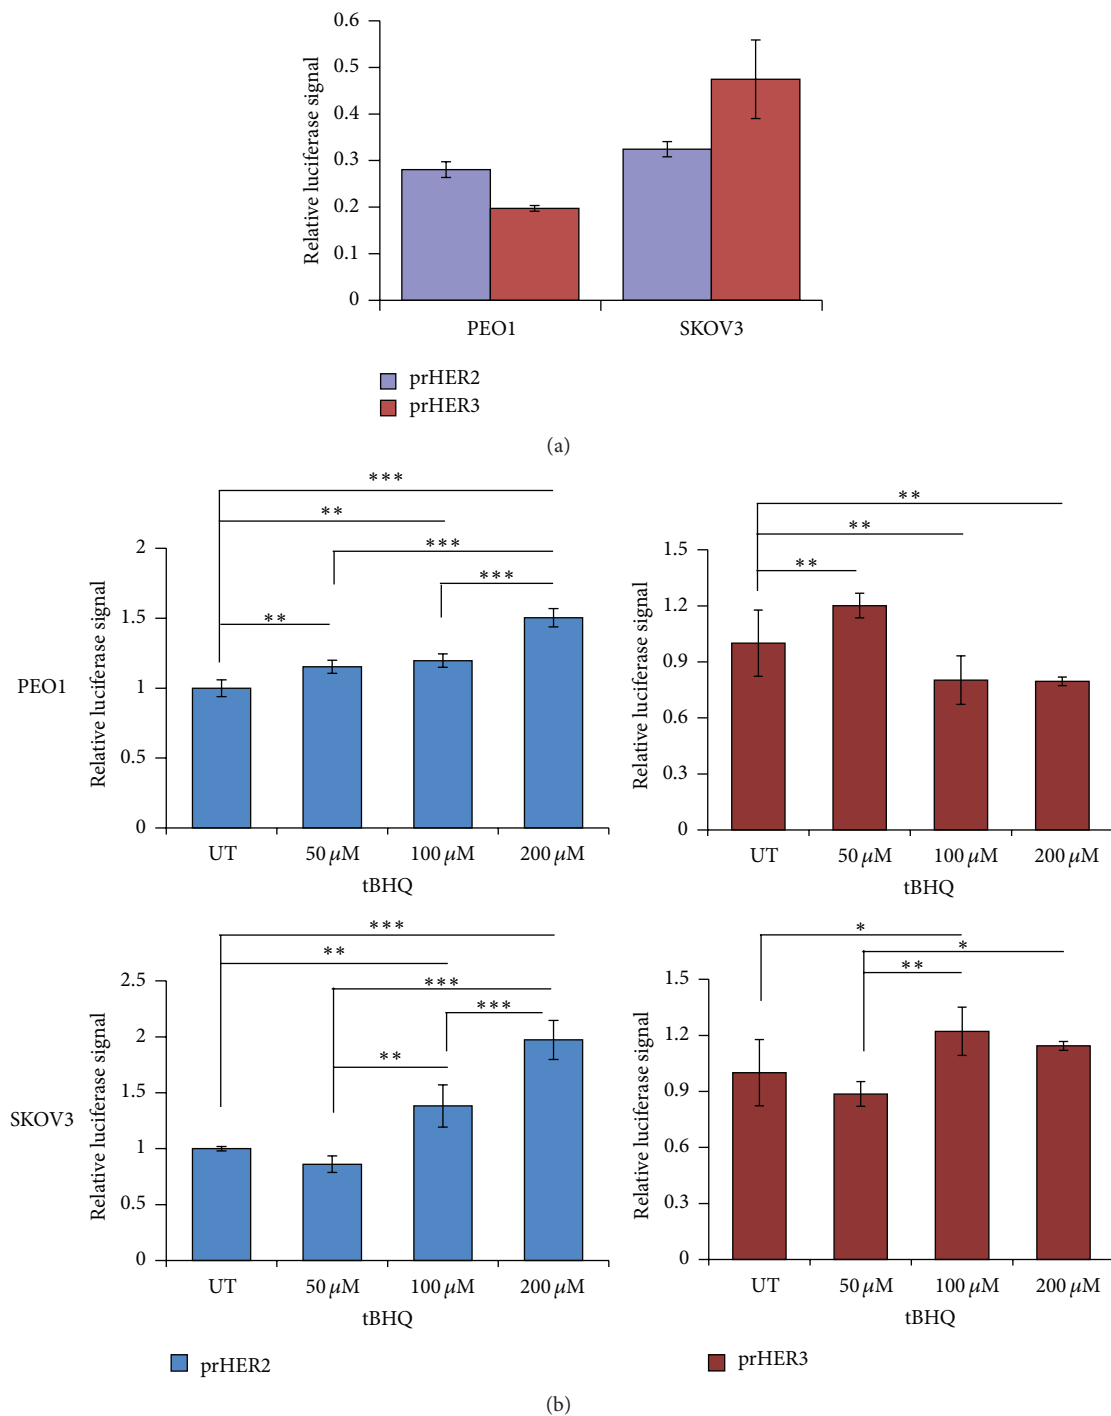 0.6
0.5
0.4
0.3
0.2
0.1
0
Relative luciferase signal
PEO1 SKOV3
prHER2
prHER3
(a)
PEO1
***
**
***
***
**
2
1.5
1
0.5
0
Relative luciferase signal
UT 50 μM 100 μM 200 μM
tBHQ
**
**
**
1.5
1.2
0.9
0.6
0.3
0
Relative luciferase signal
UT 50 μM 100 μM 200 μM
tBHQ
SKOV3
***
**
***
***
**
2.5
2
1.5
1
0.5
0
Relative luciferase signal
UT 50 μM 100 μM 200 μM
tBHQ
prHER2
*
*
**
1.5
1.2
0.9
0.6
0.3
0
Relative luciferase signal
UT 50 μM 100 μM 200 μM
tBHQ
prHER3
(b)